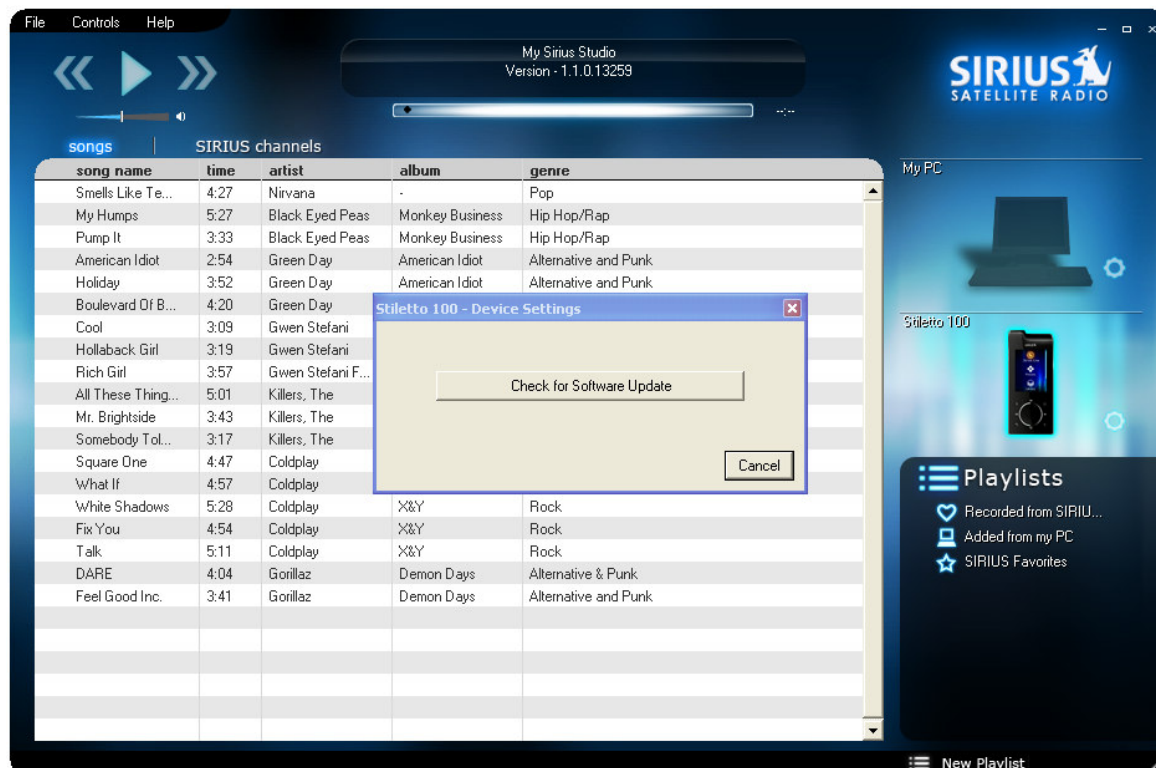 File Controls Help
My Sirius Studio
Version - 1.1.0.13259
SIRIUS
SATELLITE RADIO
--:--
songs | SIRIUS channels
song name time artist album genre
Smells Like Te... 4:27 Nirvana - Pop
My Humps 5:27 Black Eyed Peas Monkey Business Hip Hop/Rap
Pump It 3:33 Black Eyed Peas Monkey Business Hip Hop/Rap
American Idiot 2:54 Green Day American Idiot Alternative and Punk
Holiday 3:52 Green Day American Idiot Alternative and Punk
Boulevard Of B... 4:20 Green Day
Cool 3:09 Gwen Stefani
Hollaback Girl 3:19 Gwen Stefani
Rich Girl 3:57 Gwen Stefani F...
All These Thing... 5:01 Killers, The
Mr. Brightside 3:43 Killers, The
Somebody Tol... 3:17 Killers, The
Square One 4:47 Coldplay
What If 4:57 Coldplay
White Shadows 5:28 Coldplay X&Y Rock
Fix You 4:54 Coldplay X&Y Rock
Talk 5:11 Coldplay X&Y Rock
DARE 4:04 Gorillaz Demon Days Alternative & Punk
Feel Good Inc. 3:41 Gorillaz Demon Days Alternative and Punk
Stiletto 100 - Device Settings
Check for Software Update
Cancel
My PC
Stiletto 100
Playlists
Recorded from SIRIU...
Added from my PC
SIRIUS Favorites
New Playlist